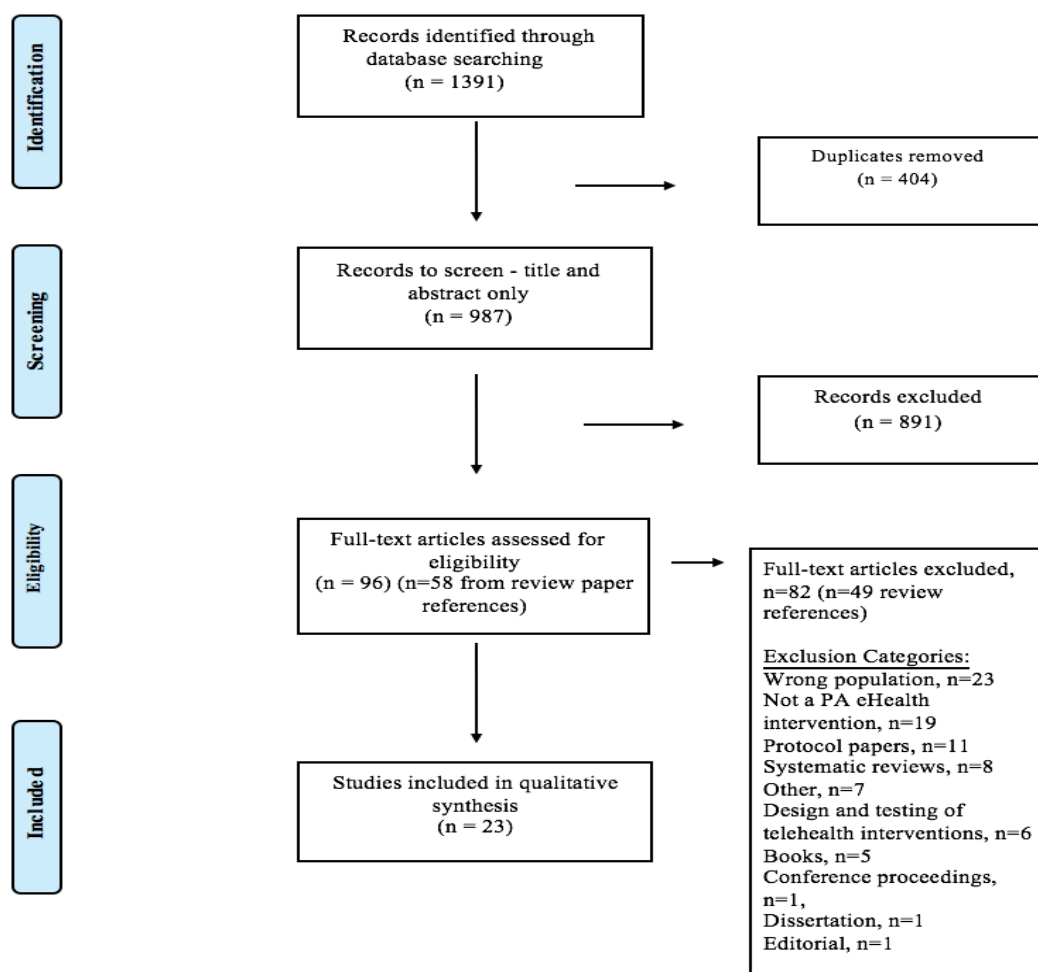 Identification
Records identified through
database searching
(n = 1391)
Duplicates removed
(n = 404)
Screening
Records to screen - title and
abstract only
(n = 987)
Records excluded
(n = 891)
Eligibility
Full-text articles assessed for
eligibility
(n = 96) (n=58 from review paper
references)
Full-text articles excluded,
n=82 (n=49 review
references)
Exclusion Categories:
Wrong population, n=23
Not a PA eHealth
intervention, n=19
Protocol papers, n=11
Systematic reviews, n=8
Other, n=7
Design and testing of
telehealth interventions, n=6
Books, n=5
Conference proceedings,
n=1,
Dissertation, n=1
Editorial, n=1
Included
Studies included in qualitative
synthesis
(n = 23)